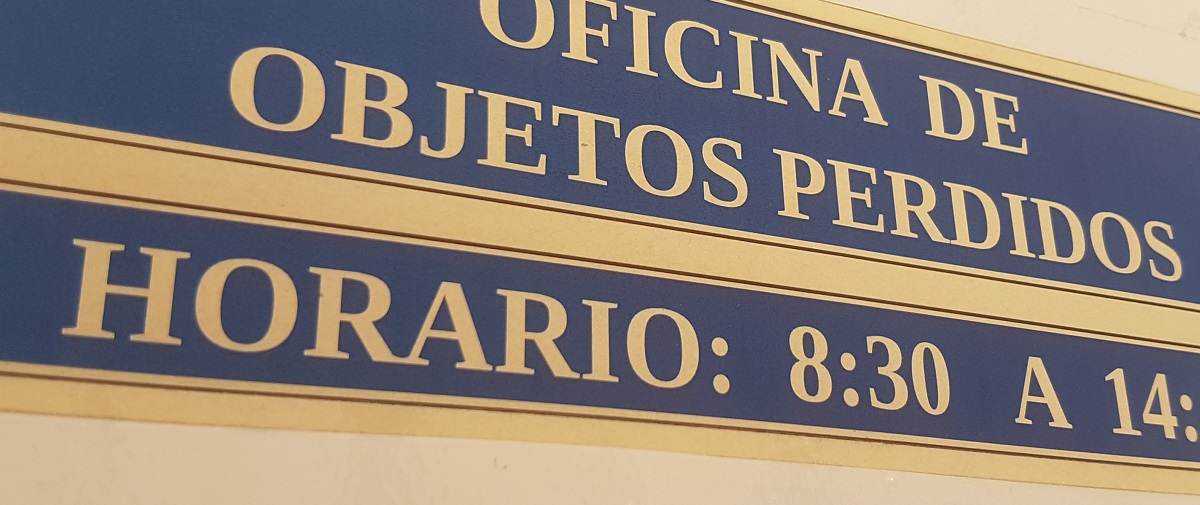 OFICINA DE
OBJETOS PERDIDOS
HORARIO: 8:30 A 14: